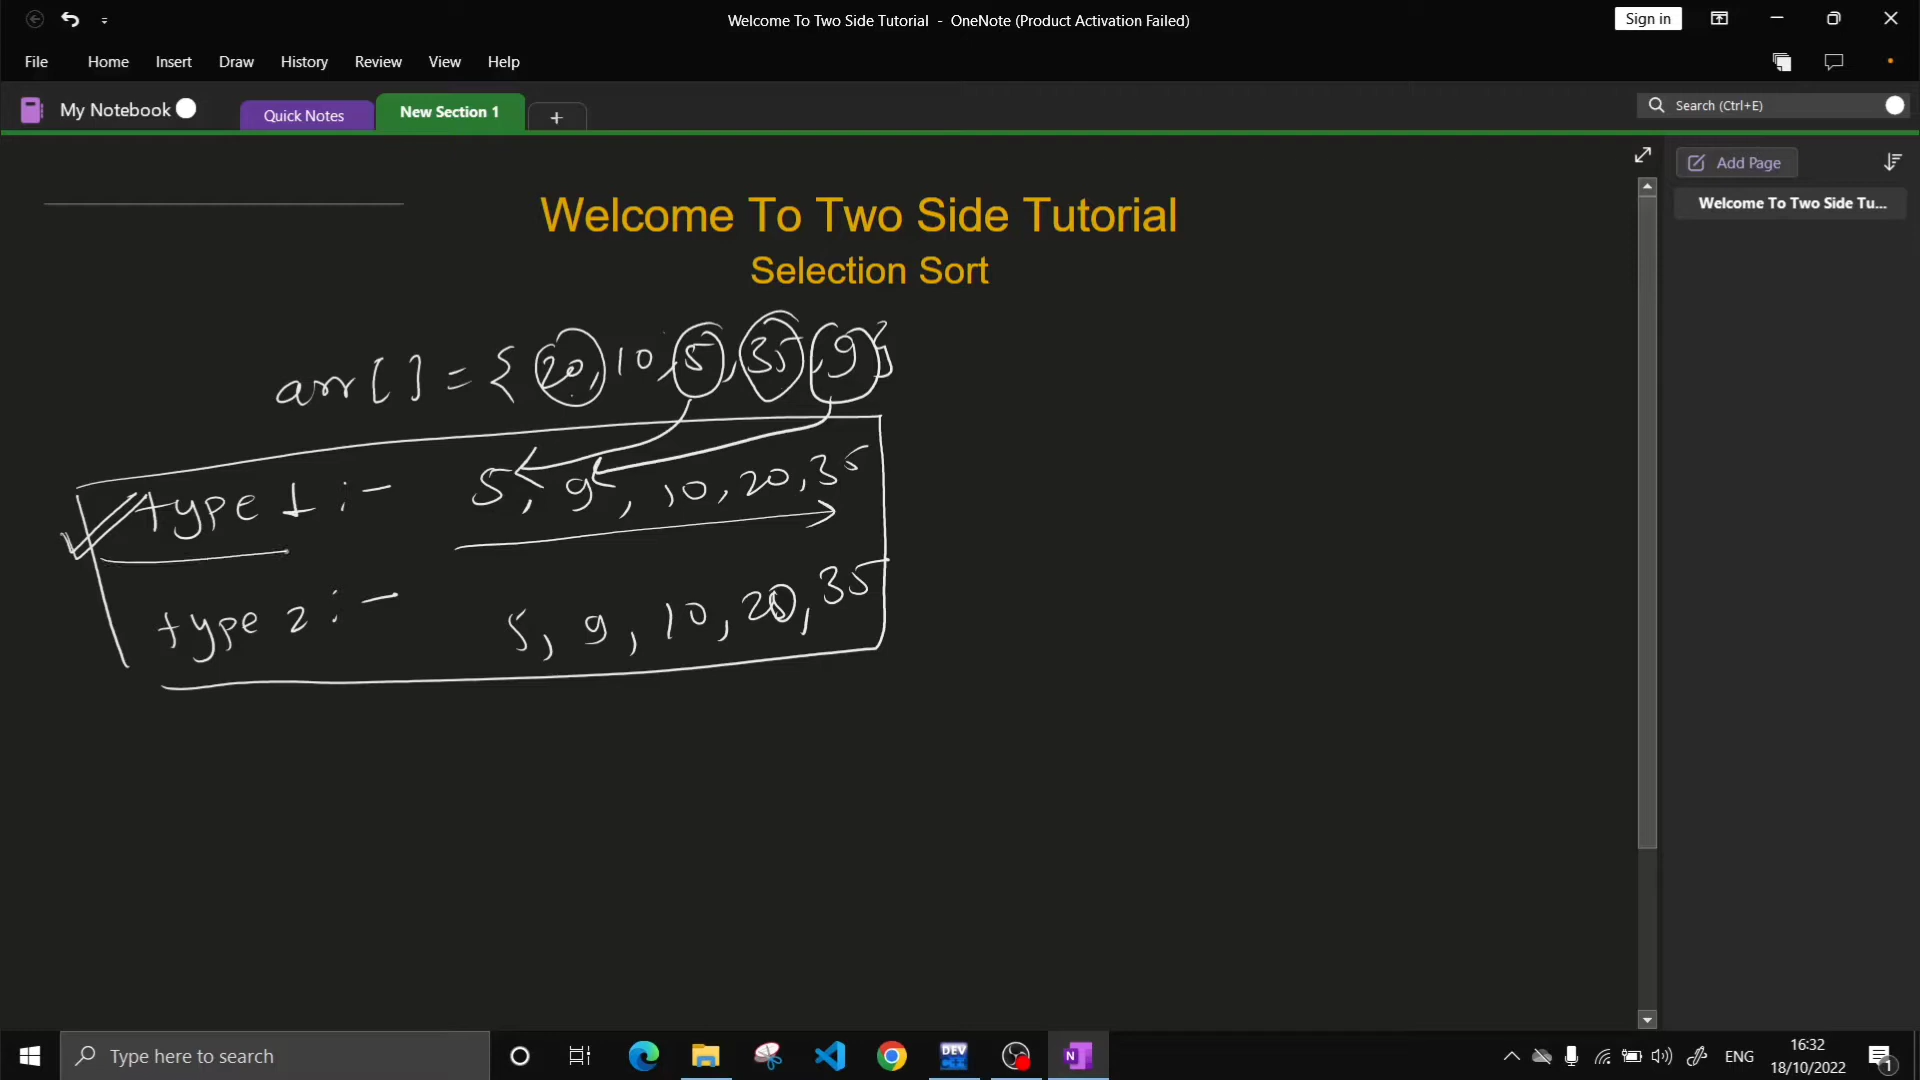 Welcome To Two Side Tutorial - OneNote (Product Activation Failed)
Sign in
File Home Insert Draw History Review View Help
My Notebook Quick Notes New Section 1 +
Search (Ctrl+E)
Add Page
Welcome To Two Side Tu...
Welcome To Two Side Tutorial
Selection Sort
arr[] = {20, 10, 5, 35, 9}
type 1 :- 5, 9, 10, 20, 35
type 2 :- 5, 9, 10, 20, 35
Type here to search
DEV
N
ENG
16:32
18/10/2022
1